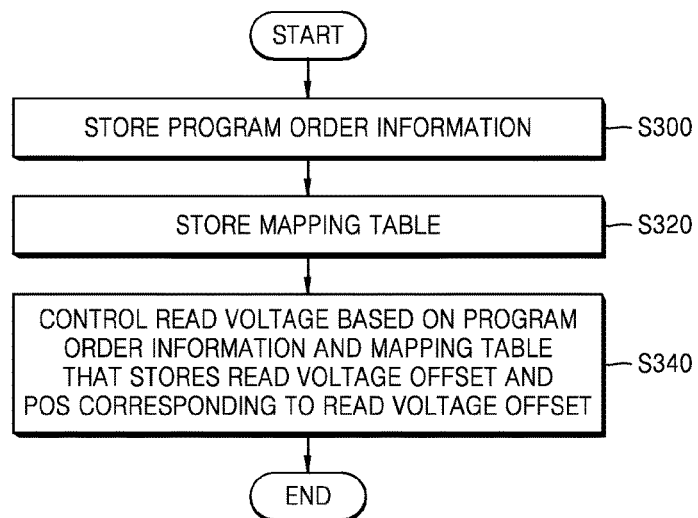 START
STORE PROGRAM ORDER INFORMATION
S300
STORE MAPPING TABLE
S320
CONTROL READ VOLTAGE BASED ON PROGRAM
ORDER INFORMATION AND MAPPING TABLE
THAT STORES READ VOLTAGE OFFSET AND
POS CORRESPONDING TO READ VOLTAGE OFFSET
S340
END